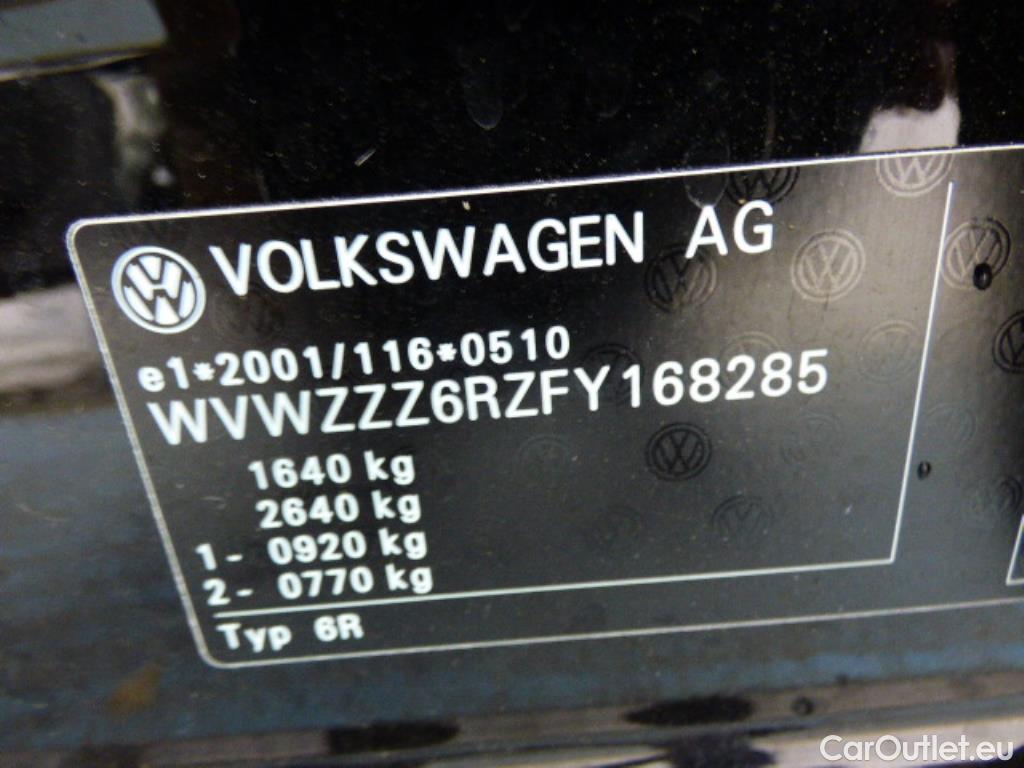 VOLKSWAGEN AG
e1*2001/116*0510
WVWZZZ6RZFY168285
1640 kg
2640 kg
1- 0920 kg
2- 0770 kg
Typ 6R
CarOutlet.eu